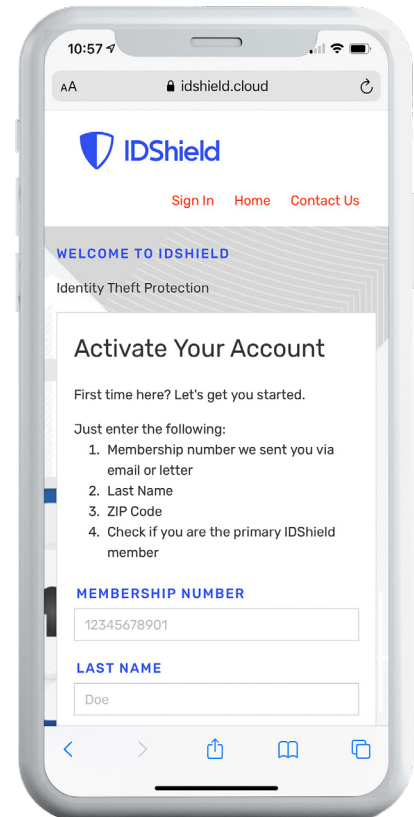 10:57
AA idshield.cloud
IDShield
Sign In Home Contact Us
WELCOME TO IDSHIELD
Identity Theft Protection
Activate Your Account
First time here? Let's get you started.
Just enter the following:
1. Membership number we sent you via
email or letter
2. Last Name
3. ZIP Code
4. Check if you are the primary IDShield
member
MEMBERSHIP NUMBER
12345678901
LAST NAME
Doe